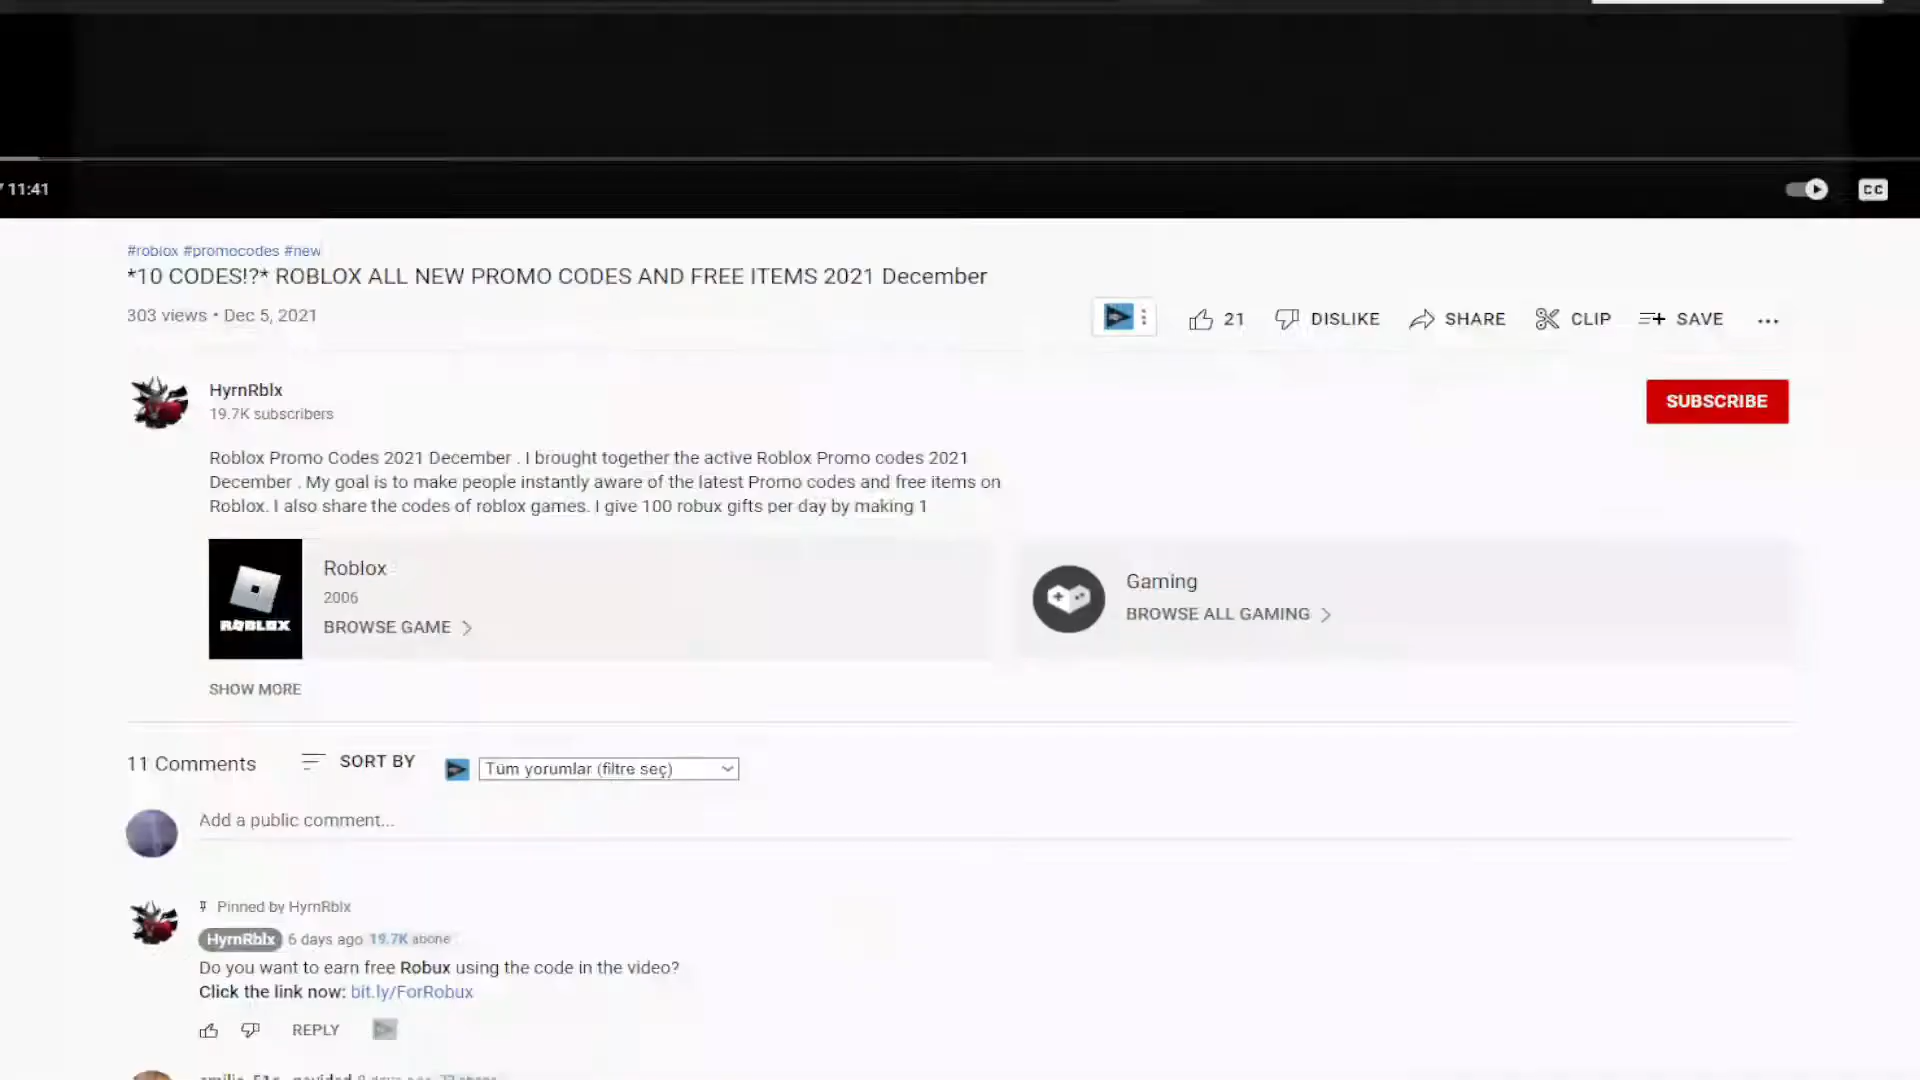 11:41
CC
#roblox #promocodes #new
*10 CODES!?* ROBLOX ALL NEW PROMO CODES AND FREE ITEMS 2021 December
303 views • Dec 5, 2021
21 DISLIKE SHARE CLIP SAVE ...
HyrnRblx
19.7K subscribers
SUBSCRIBE
Roblox Promo Codes 2021 December . I brought together the active Roblox Promo codes 2021
December . My goal is to make people instantly aware of the latest Promo codes and free items on
Roblox. I also share the codes of roblox games. I give 100 robux gifts per day by making 1
ROBLOX
Roblox
2006
BROWSE GAME
Gaming
BROWSE ALL GAMING
SHOW MORE
11 Comments SORT BY Tüm yorumlar (filtre seç)
Add a public comment...
Pinned by HyrnRblx
HyrnRblx 6 days ago 19.7K abone
Do you want to earn free Robux using the code in the video?
Click the link now: bit.ly/ForRobux
REPLY